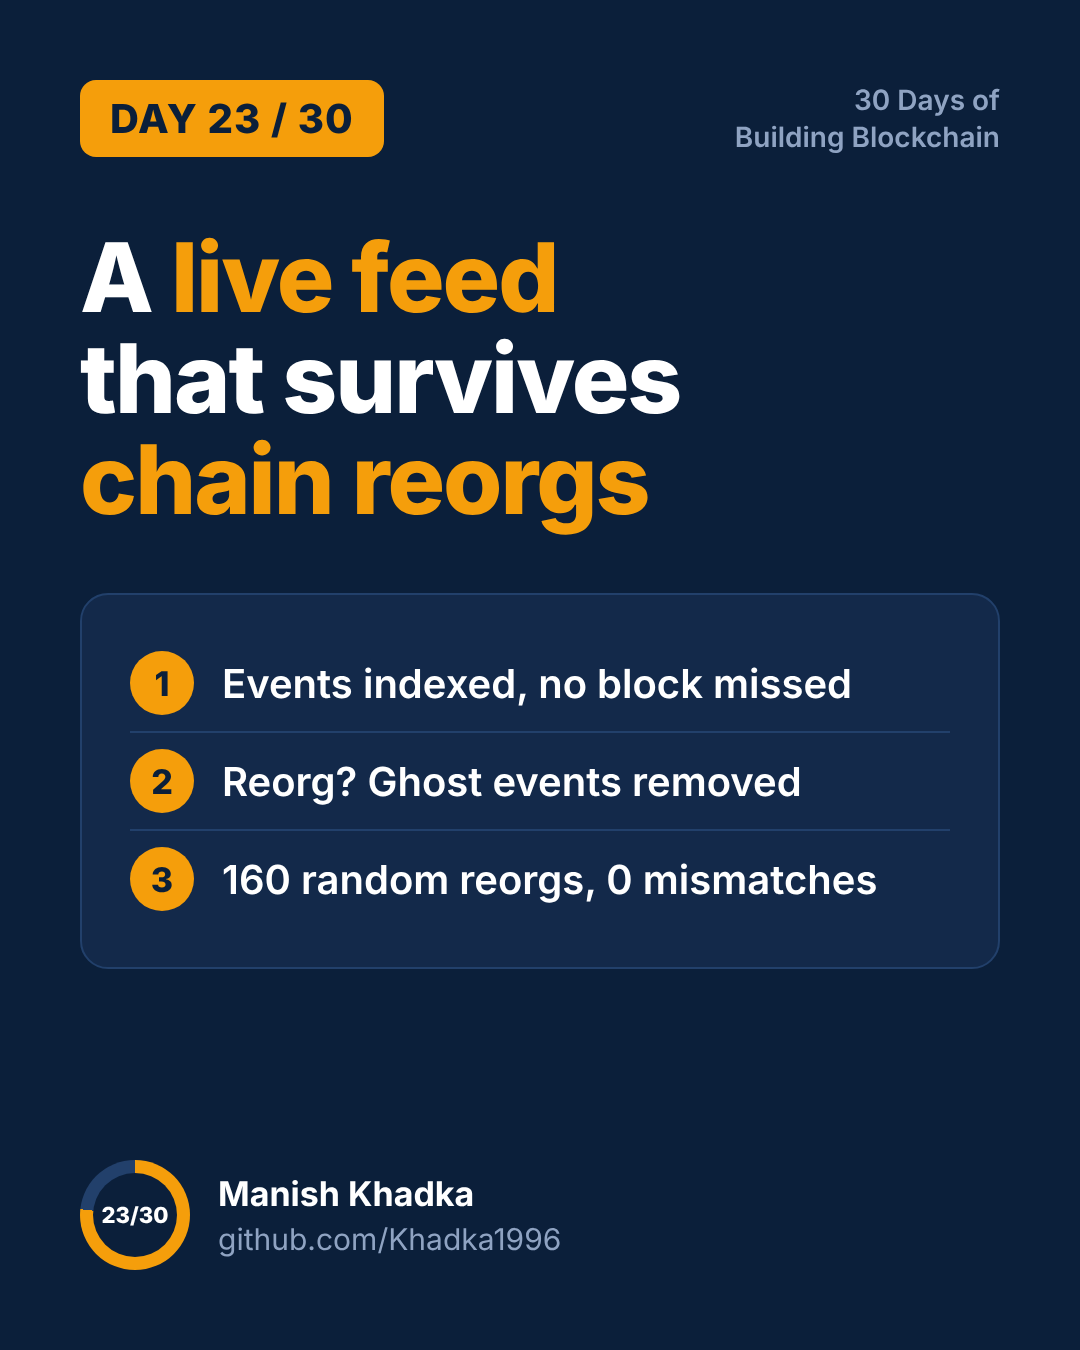 DAY 23 / 30
30 Days of
Building Blockchain
A live feed
that survives
chain reorgs
1 Events indexed, no block missed
2 Reorg? Ghost events removed
3 160 random reorgs, 0 mismatches
23/30
Manish Khadka
github.com/Khadka1996